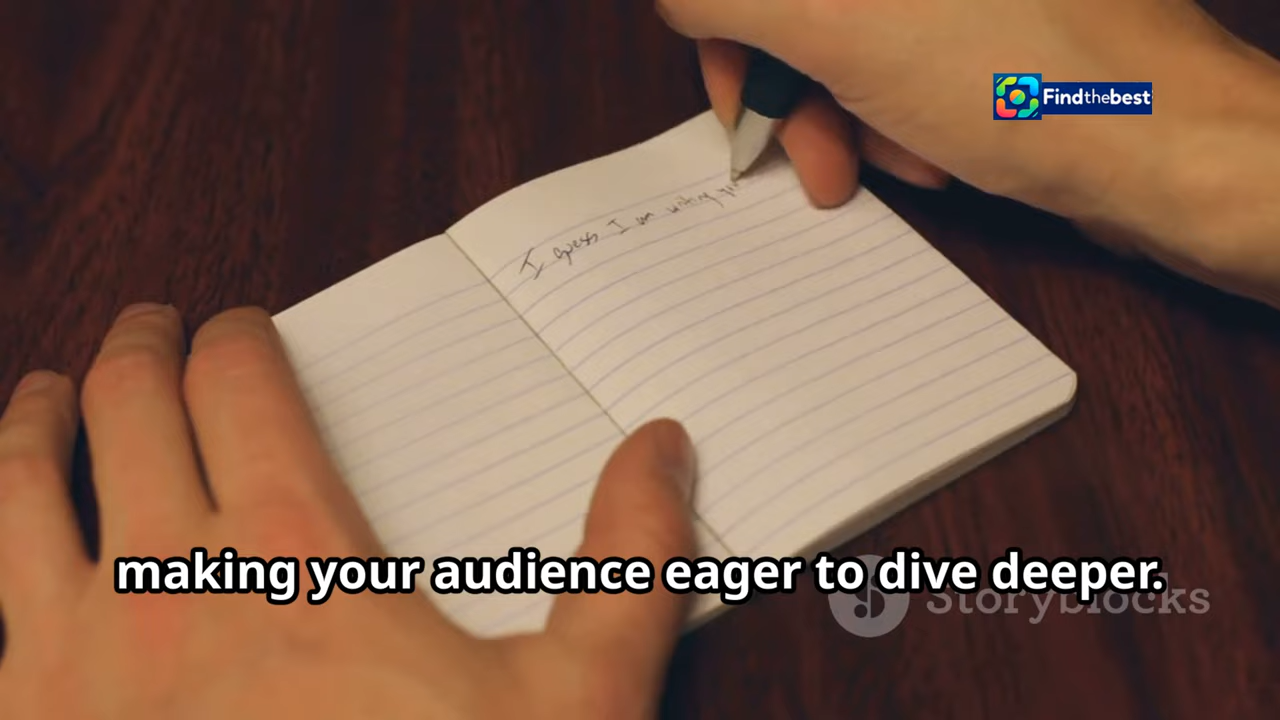 Findthebest
I guess I am writing
making your audience eager to dive deeper.
Storyblocks